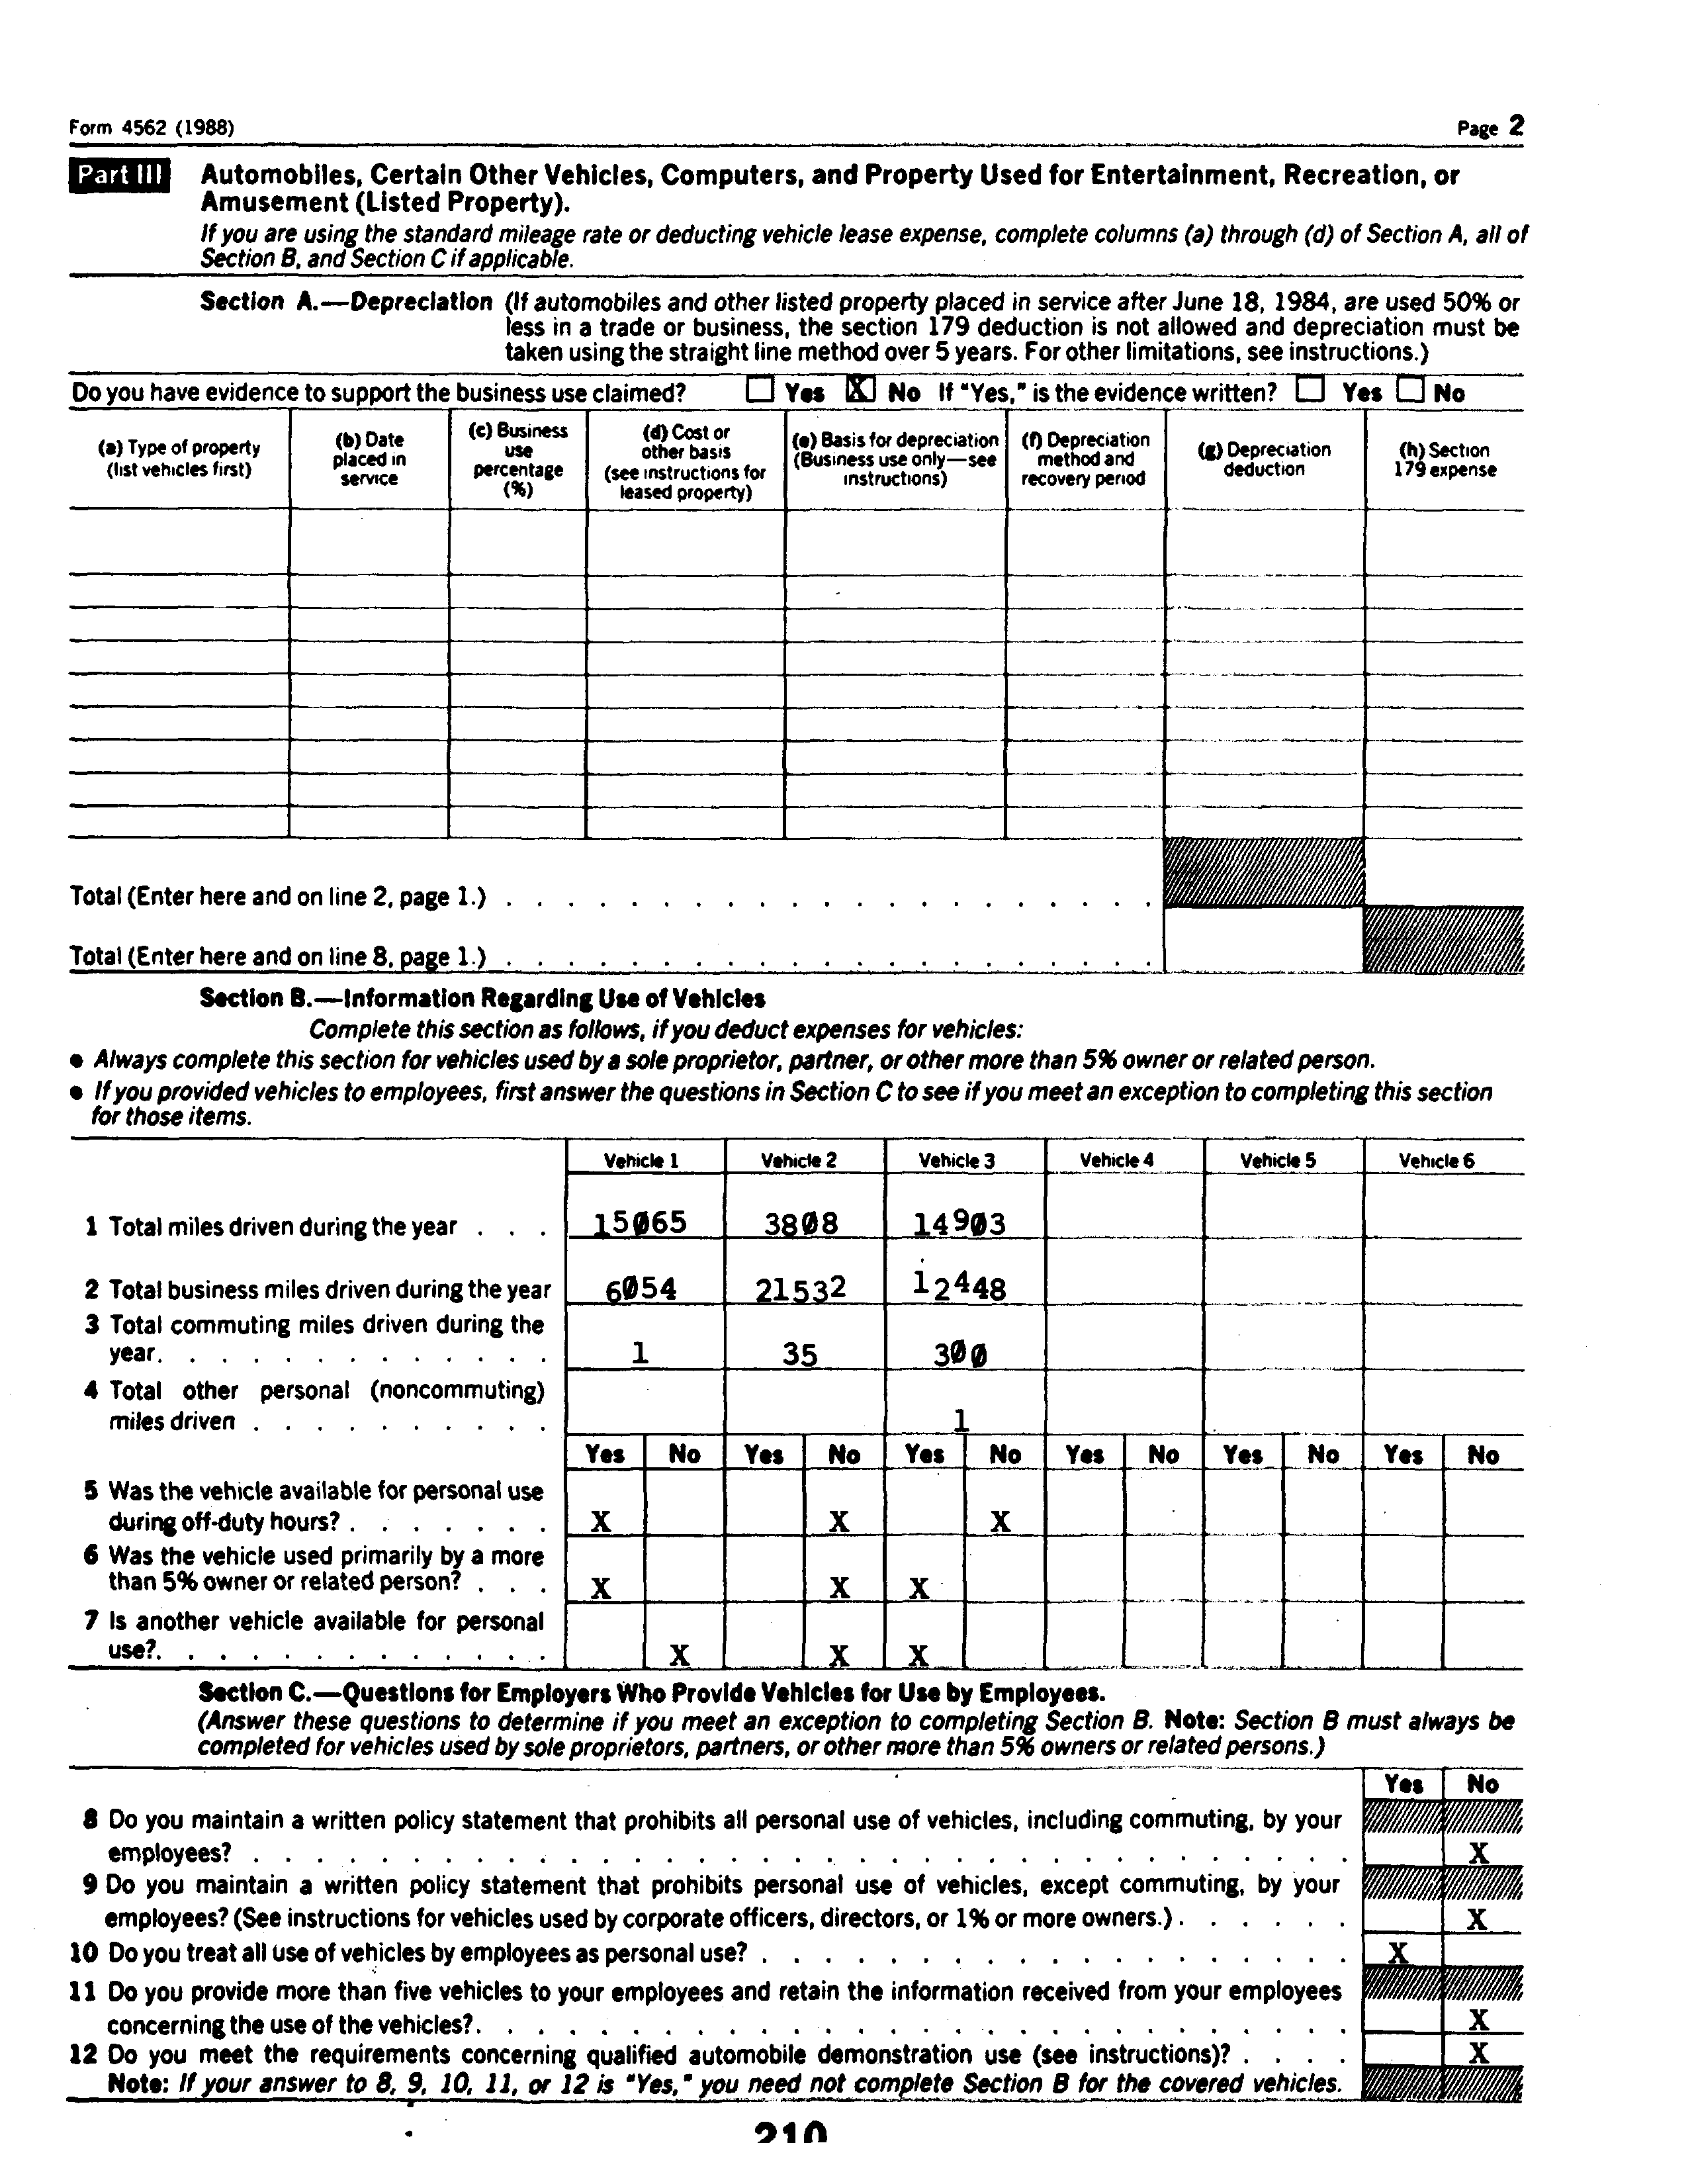 Form 4562 (1988)
Page 2
Part III
Automobiles, Certain Other Vehicles, Computers, and Property Used for Entertainment, Recreation, or
Amusement (Listed Property).
If you are using the standard mileage rate or deducting vehicle lease expense, complete columns (a) through (d) of Section A, all of
Section B, and Section C if applicable.
Section A.—Depreciation (If automobiles and other listed property placed in service after June 18, 1984, are used 50% or
less in a trade or business, the section 179 deduction is not allowed and depreciation must be
taken using the straight line method over 5 years. For other limitations, see instructions.)
Do you have evidence to support the business use claimed? ☐ Yes ☒ No If "Yes," is the evidence written? ☐ Yes ☐ No
(a) Type of property
(list vehicles first)
(b) Date
placed in
service
(c) Business
use
percentage
(%)
(d) Cost or
other basis
(see instructions for
leased property)
(e) Basis for depreciation
(Business use only—see
instructions)
(f) Depreciation
method and
recovery period
(g) Depreciation
deduction
(h) Section
179 expense
Total (Enter here and on line 2, page 1.) . . . . . . . . . . . . . . . . . . . . .
Total (Enter here and on line 8, page 1.) . . . . . . . . . . . . . . . . . . . . .
Section B.—Information Regarding Use of Vehicles
Complete this section as follows, if you deduct expenses for vehicles:
● Always complete this section for vehicles used by a sole proprietor, partner, or other more than 5% owner or related person.
● If you provided vehicles to employees, first answer the questions in Section C to see if you meet an exception to completing this section
for those items.
Vehicle 1 Vehicle 2 Vehicle 3 Vehicle 4 Vehicle 5 Vehicle 6
1 Total miles driven during the year . . . 15065 3808 14903
2 Total business miles driven during the year 6054 21532 12448
3 Total commuting miles driven during the
year. . . . . . . . . . . . . . 1 35 300
4 Total other personal (noncommuting)
miles driven . . . . . . . . . . 1
Yes No Yes No Yes No Yes No Yes No Yes No
5 Was the vehicle available for personal use
during off-duty hours? . . . . . . . X X X
6 Was the vehicle used primarily by a more
than 5% owner or related person? . . . X X X
7 Is another vehicle available for personal
use?. . . . . . . . . . . . . . X X X
Section C.—Questions for Employers Who Provide Vehicles for Use by Employees.
(Answer these questions to determine if you meet an exception to completing Section B. Note: Section B must always be
completed for vehicles used by sole proprietors, partners, or other more than 5% owners or related persons.)
Yes No
8 Do you maintain a written policy statement that prohibits all personal use of vehicles, including commuting, by your
employees? . . . . . . . . . . . . . . . . . . . . . . . . . . . . . . . . . . . X
9 Do you maintain a written policy statement that prohibits personal use of vehicles, except commuting, by your
employees? (See instructions for vehicles used by corporate officers, directors, or 1% or more owners.) . . . . . . X
10 Do you treat all use of vehicles by employees as personal use? . . . . . . . . . . . . . . . . . . . X
11 Do you provide more than five vehicles to your employees and retain the information received from your employees
concerning the use of the vehicles?. . . . . . . . . . . . . . . . . . . . . . . . . . . . X
12 Do you meet the requirements concerning qualified automobile demonstration use (see instructions)? . . . . X
Note: If your answer to 8, 9, 10, 11, or 12 is "Yes," you need not complete Section B for the covered vehicles.
210